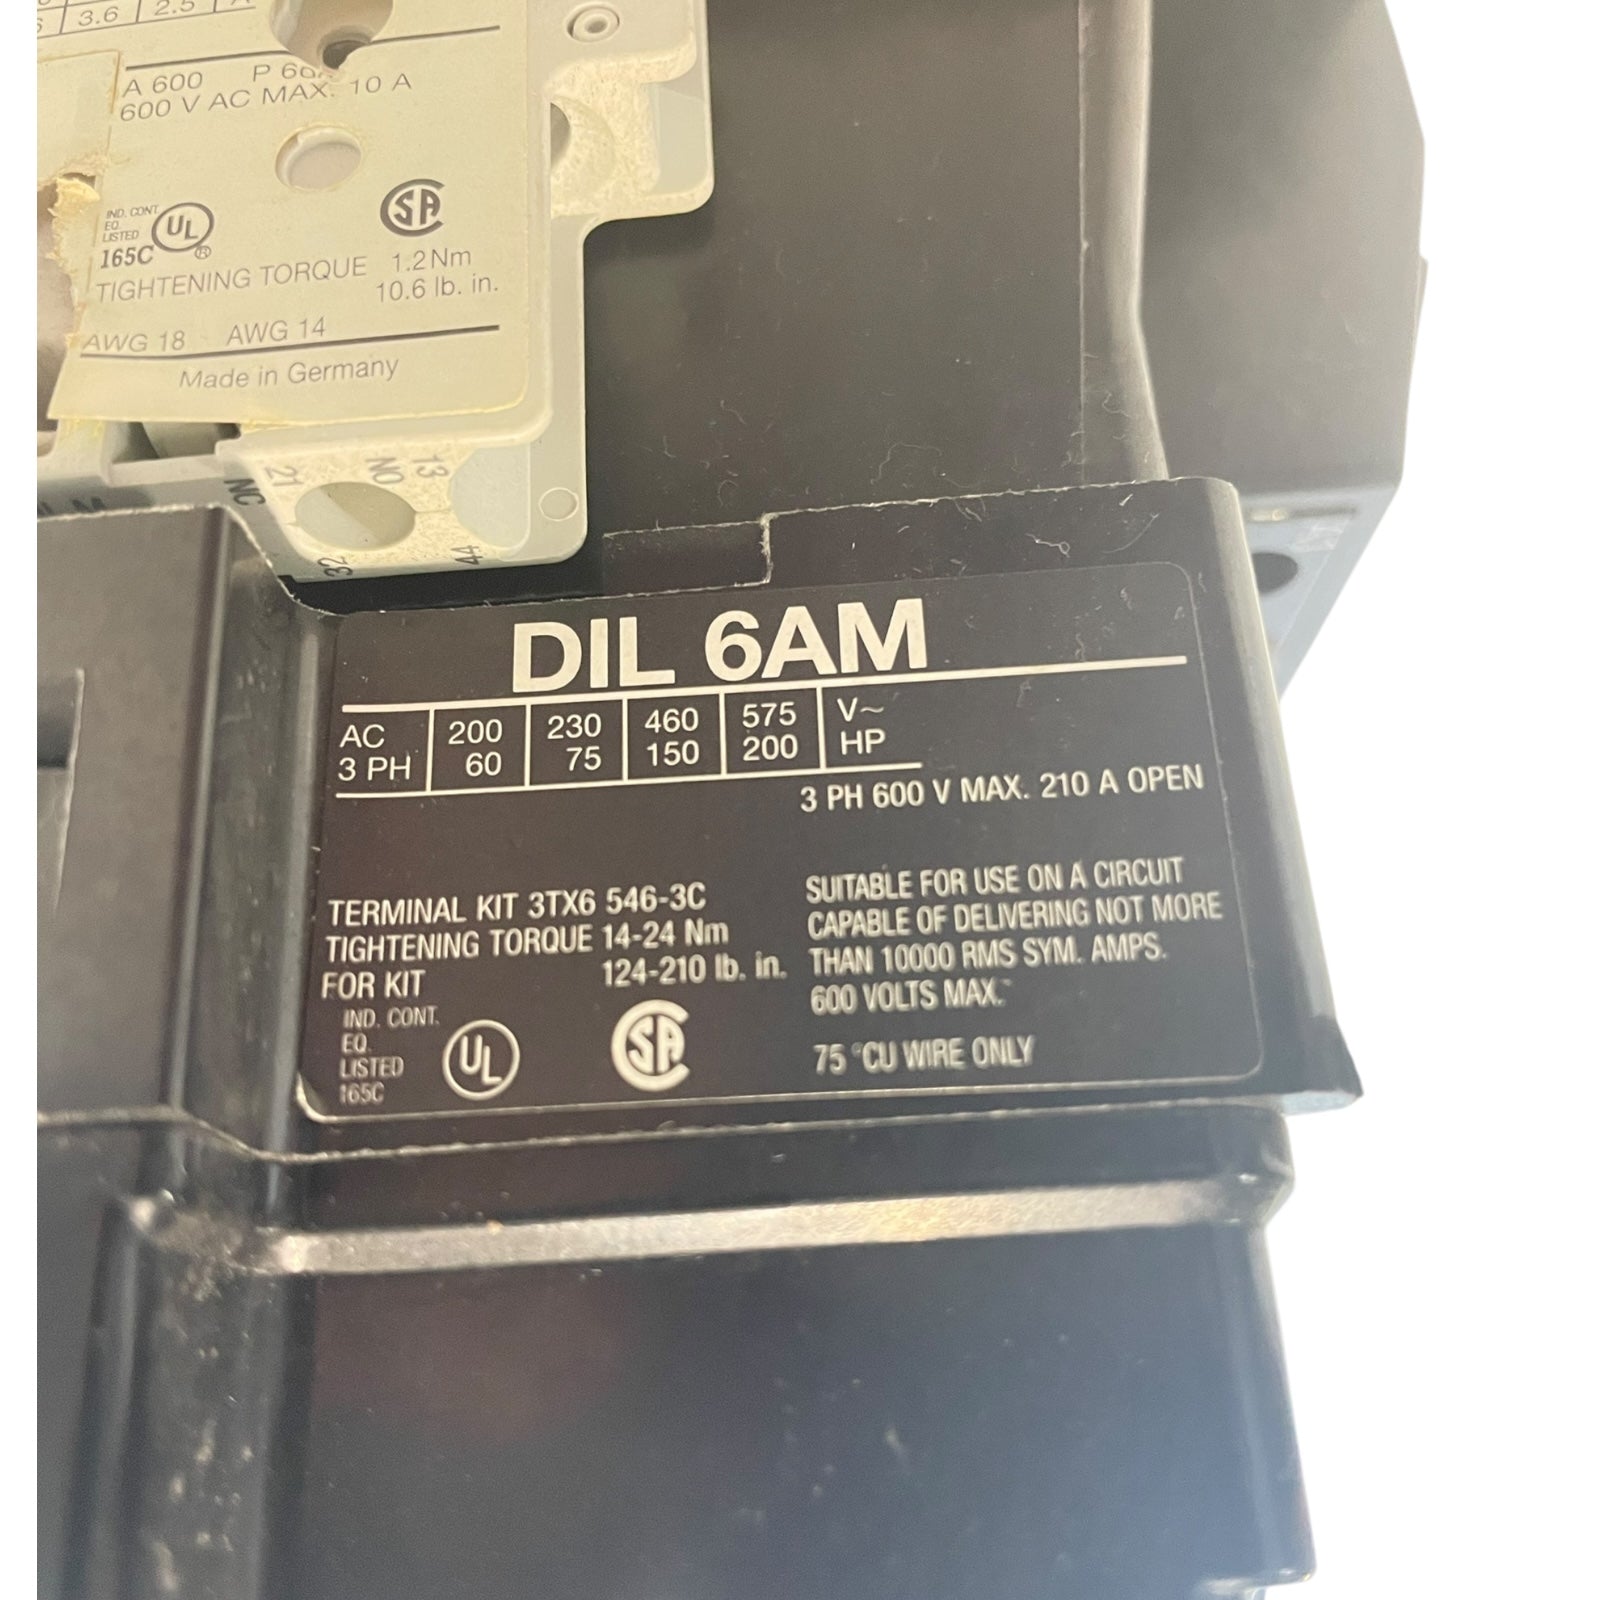 3.6 2.5
A 600 P 60
600 V AC MAX. 10 A
IND. CONT.
EQ.
LISTED
165C
UL
®
SA
TIGHTENING TORQUE 1.2 Nm
10.6 lb. in.
AWG 18 - AWG 14
Made in Germany
21 NO 13
NC
32 44
DIL 6AM
AC 200 230 460 575 V~
3 PH 60 75 150 200 HP
3 PH 600 V MAX. 210 A OPEN
TERMINAL KIT 3TX6 546-3C
TIGHTENING TORQUE 14-24 Nm
FOR KIT 124-210 lb. in.
IND. CONT.
EQ.
LISTED
165C
UL
SA
SUITABLE FOR USE ON A CIRCUIT
CAPABLE OF DELIVERING NOT MORE
THAN 10000 RMS SYM. AMPS.
600 VOLTS MAX.
75 °CU WIRE ONLY